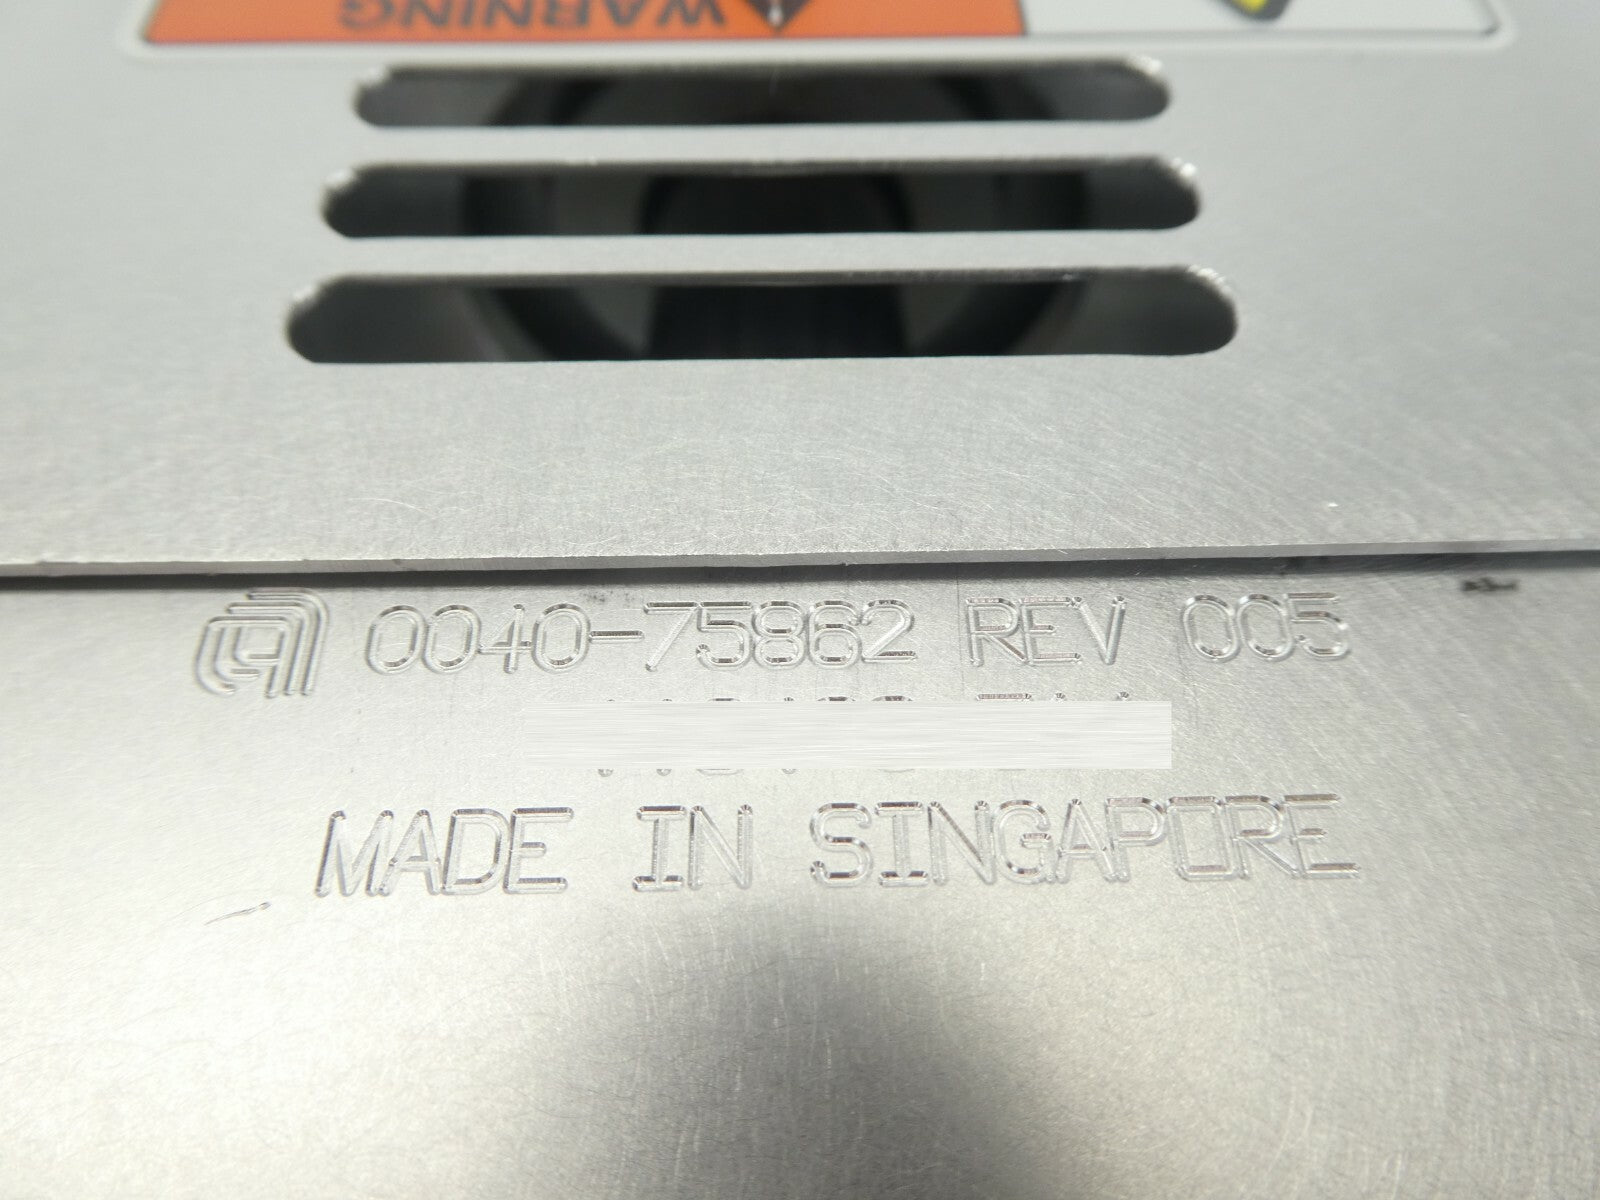 WARNING
0040-75862 REV 005
MADE IN SINGAPORE